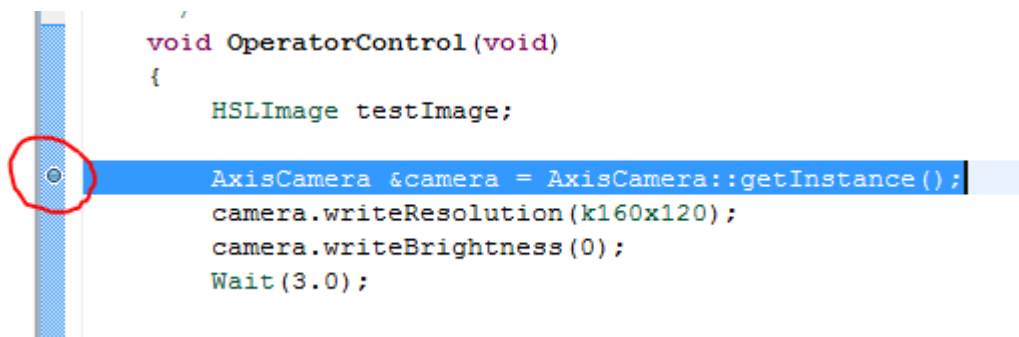 void OperatorControl(void)
{
HSLImage testImage;
AxisCamera &camera = AxisCamera::getInstance();
camera.writeResolution(k160x120);
camera.writeBrightness(0);
Wait(3.0);